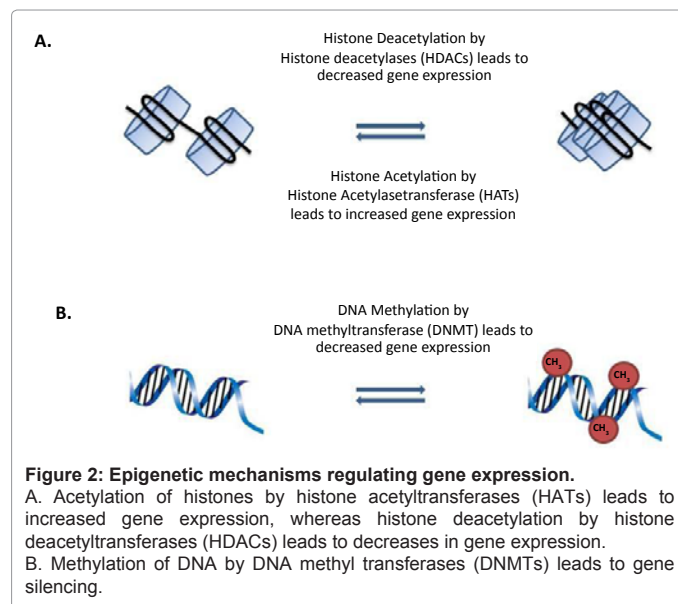 A.
Histone Deacetylation by
Histone deacetylases (HDACs) leads to
decreased gene expression
Histone Acetylation by
Histone Acetylasetransferase (HATs)
leads to increased gene expression
B.
DNA Methylation by
DNA methyltransferase (DNMT) leads to
decreased gene expression
CH3
CH3
CH3
Figure 2: Epigenetic mechanisms regulating gene expression.
A. Acetylation of histones by histone acetyltransferases (HATs) leads to
increased gene expression, whereas histone deacetylation by histone
deacetyltransferases (HDACs) leads to decreases in gene expression.
B. Methylation of DNA by DNA methyl transferases (DNMTs) leads to gene
silencing.